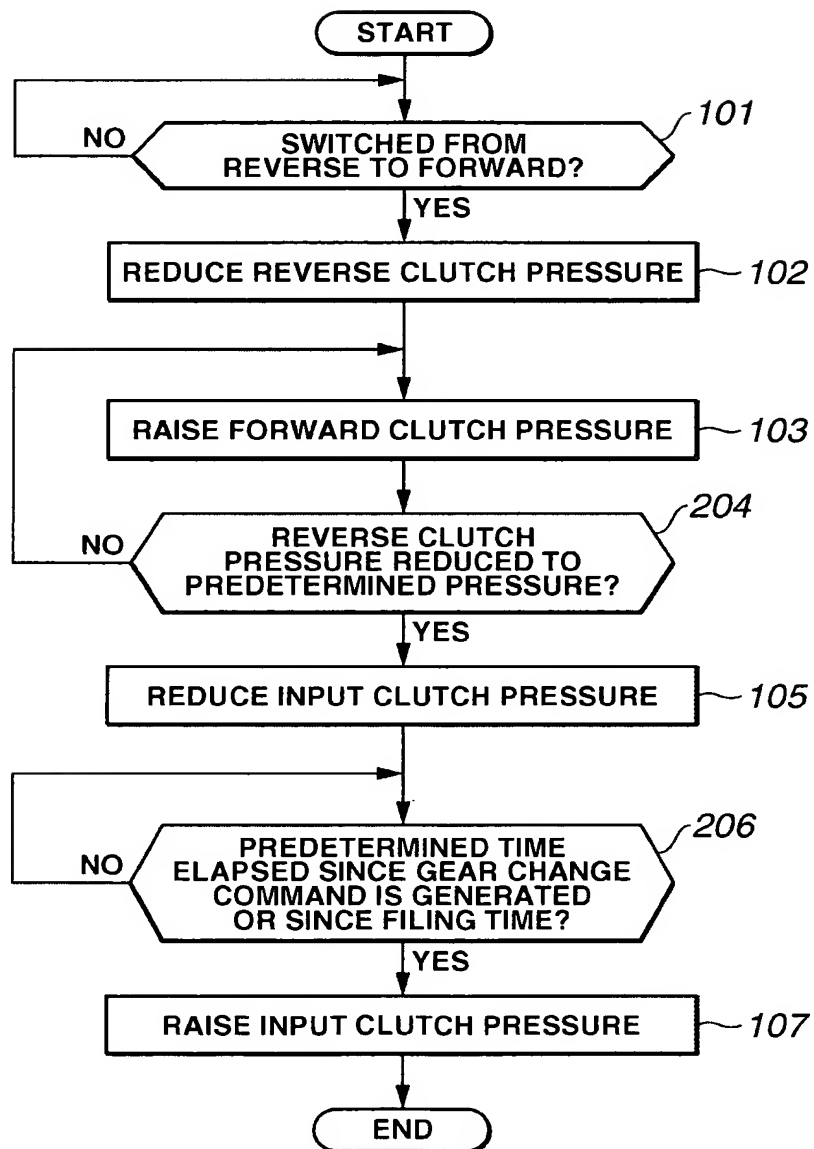 START
101
NO
SWITCHED FROM
REVERSE TO FORWARD?
YES
REDUCE REVERSE CLUTCH PRESSURE
102
RAISE FORWARD CLUTCH PRESSURE
103
204
NO
REVERSE CLUTCH
PRESSURE REDUCED TO
PREDETERMINED PRESSURE?
YES
REDUCE INPUT CLUTCH PRESSURE
105
206
NO
PREDETERMINED TIME
ELAPSED SINCE GEAR CHANGE
COMMAND IS GENERATED
OR SINCE FILING TIME?
YES
RAISE INPUT CLUTCH PRESSURE
107
END